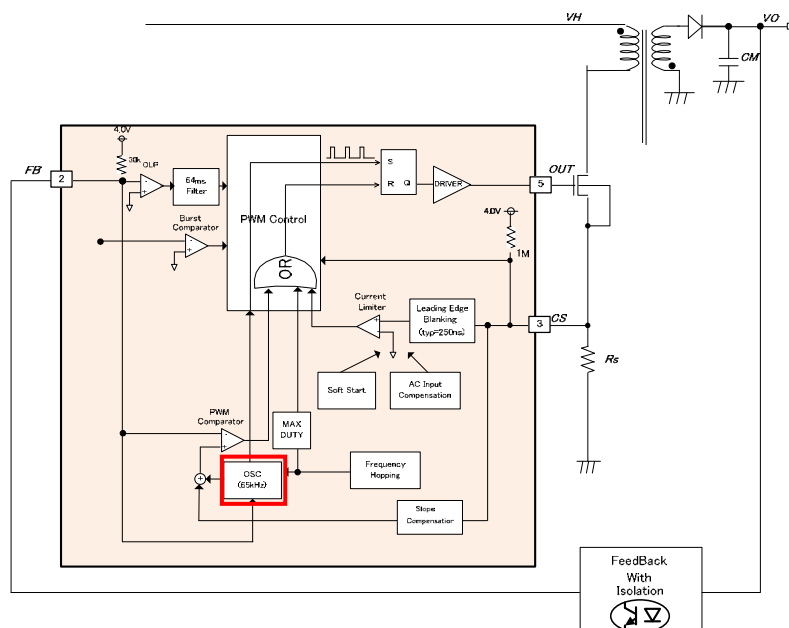 VH
VO
CM
4.0V
30k
OLP
FB
2
64ms
Filter
PWM Control
S
R
Q
DRIVER
OUT
5
Burst
Comparator
4.0V
1M
OR
Current
Limiter
Leading Edge
Blanking
(typ=250ns)
3
CS
Rs
Soft Start
AC Input
Compensation
PWM
Comparator
MAX
DUTY
OSC
(65kHz)
Frequency
Hopping
Slope
Compensation
FeedBack
With
Isolation